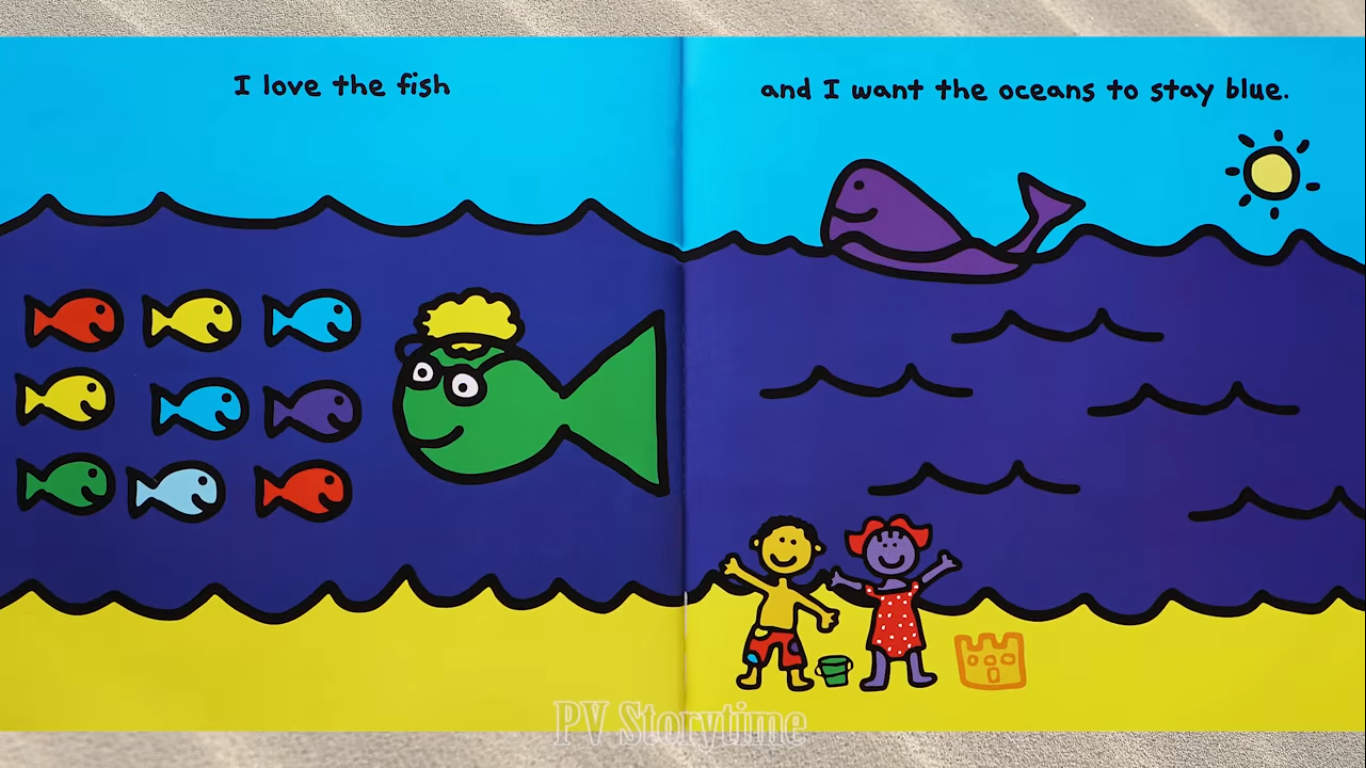 I love the fish
and I want the oceans to stay blue.
PV Storytime